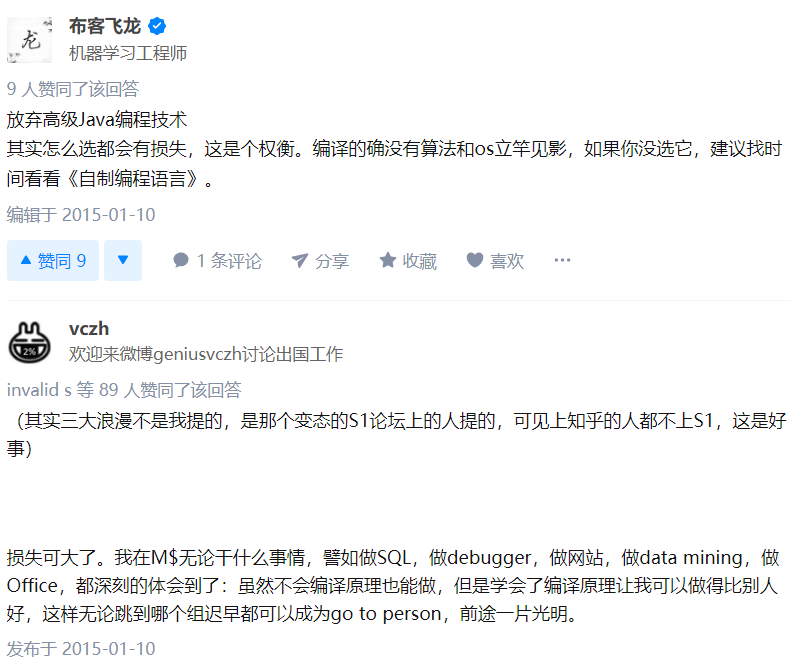 龙
布客飞龙
机器学习工程师
9 人赞同了该回答
放弃高级Java编程技术
其实怎么选都会有损失，这是个权衡。编译的确没有算法和os立竿见影，如果你没选它，建议找时
间看看《自制编程语言》。
编辑于 2015-01-10
赞同 9 1 条评论 分享 收藏 喜欢 ···
vczh
2%
欢迎来微博geniusvczh讨论出国工作
invalid s 等 89 人赞同了该回答
（其实三大浪漫不是我提的，是那个变态的S1论坛上的人提的，可见上知乎的人都不上S1，这是好
事）
损失可大了。我在M$无论干什么事情，譬如做SQL，做debugger，做网站，做data mining，做
Office，都深刻的体会到了：虽然不会编译原理也能做，但是学会了编译原理让我可以做得比别人
好，这样无论跳到哪个组迟早都可以成为go to person，前途一片光明。
发布于 2015-01-10